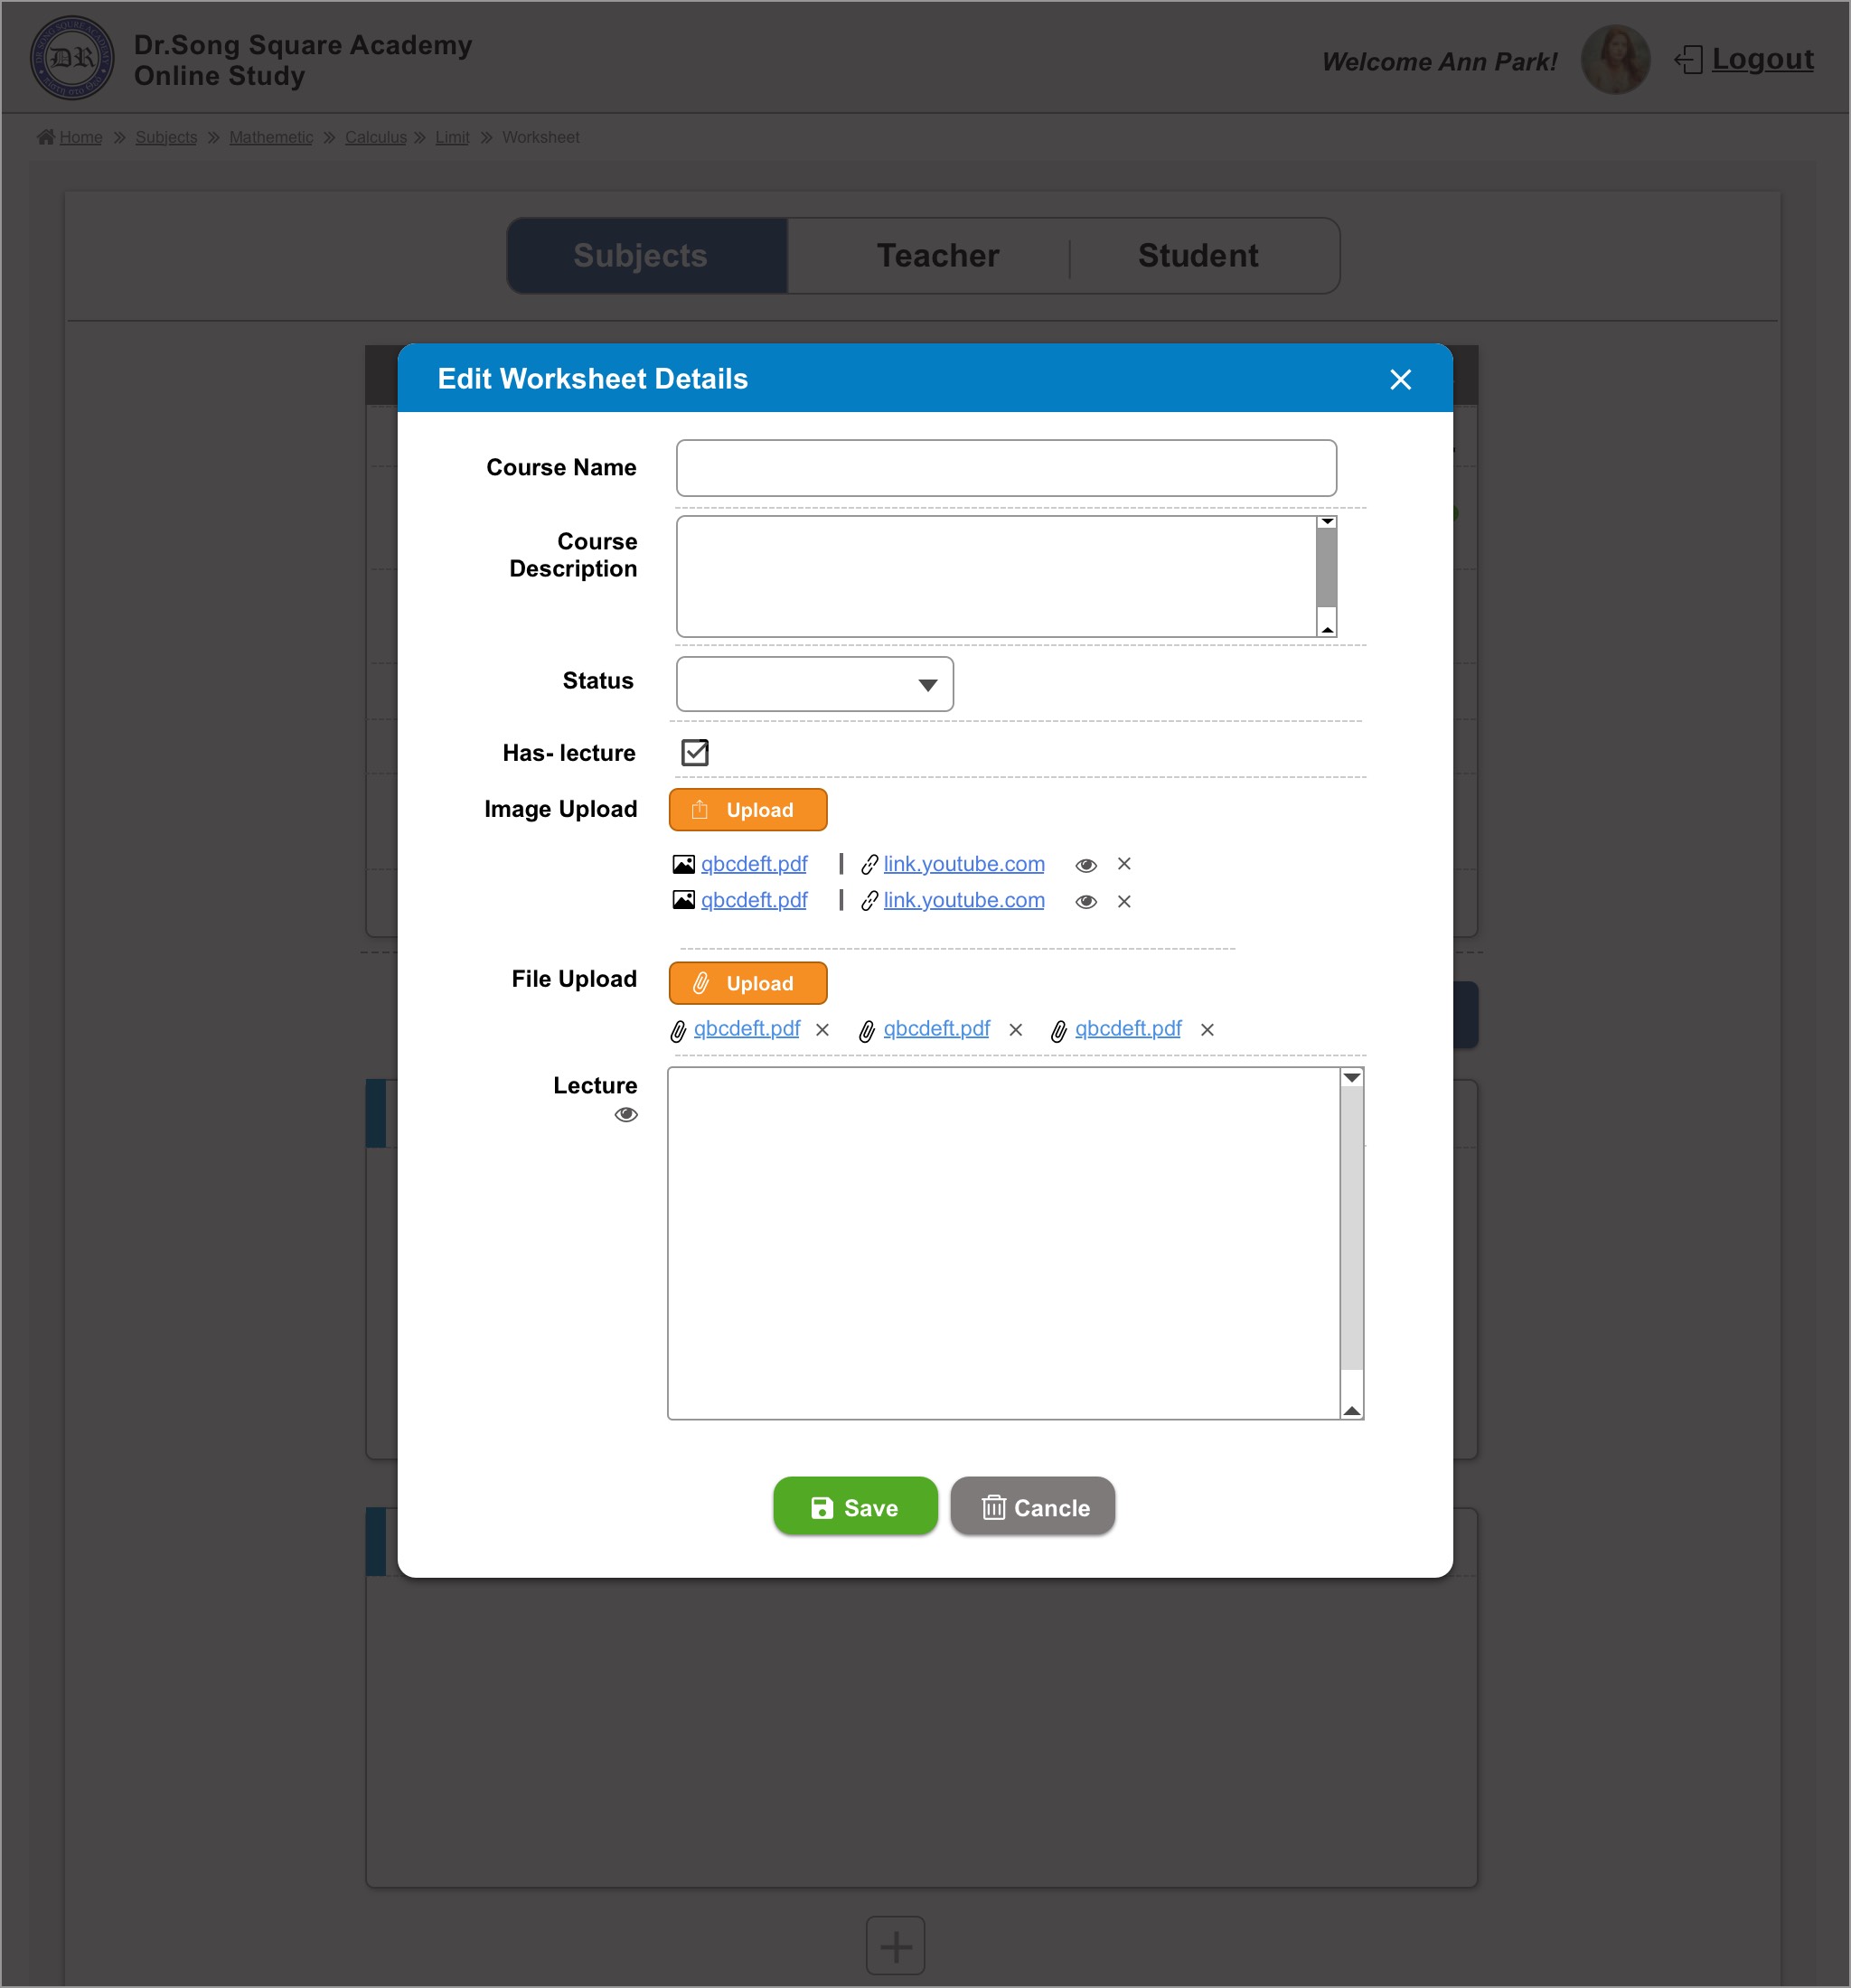 Dr.Song Square Academy
Online Study
Welcome Ann Park!
Logout
Home » Subjects » Mathemetic » Calculus » Limit » Worksheet
Subjects
Teacher
Student
Edit Worksheet Details
Course Name
Course
Description
Status
Has- lecture
Image Upload
Upload
qbcdeft.pdf | link.youtube.com
qbcdeft.pdf | link.youtube.com
File Upload
Upload
qbcdeft.pdf qbcdeft.pdf qbcdeft.pdf
Lecture
Save
Cancle